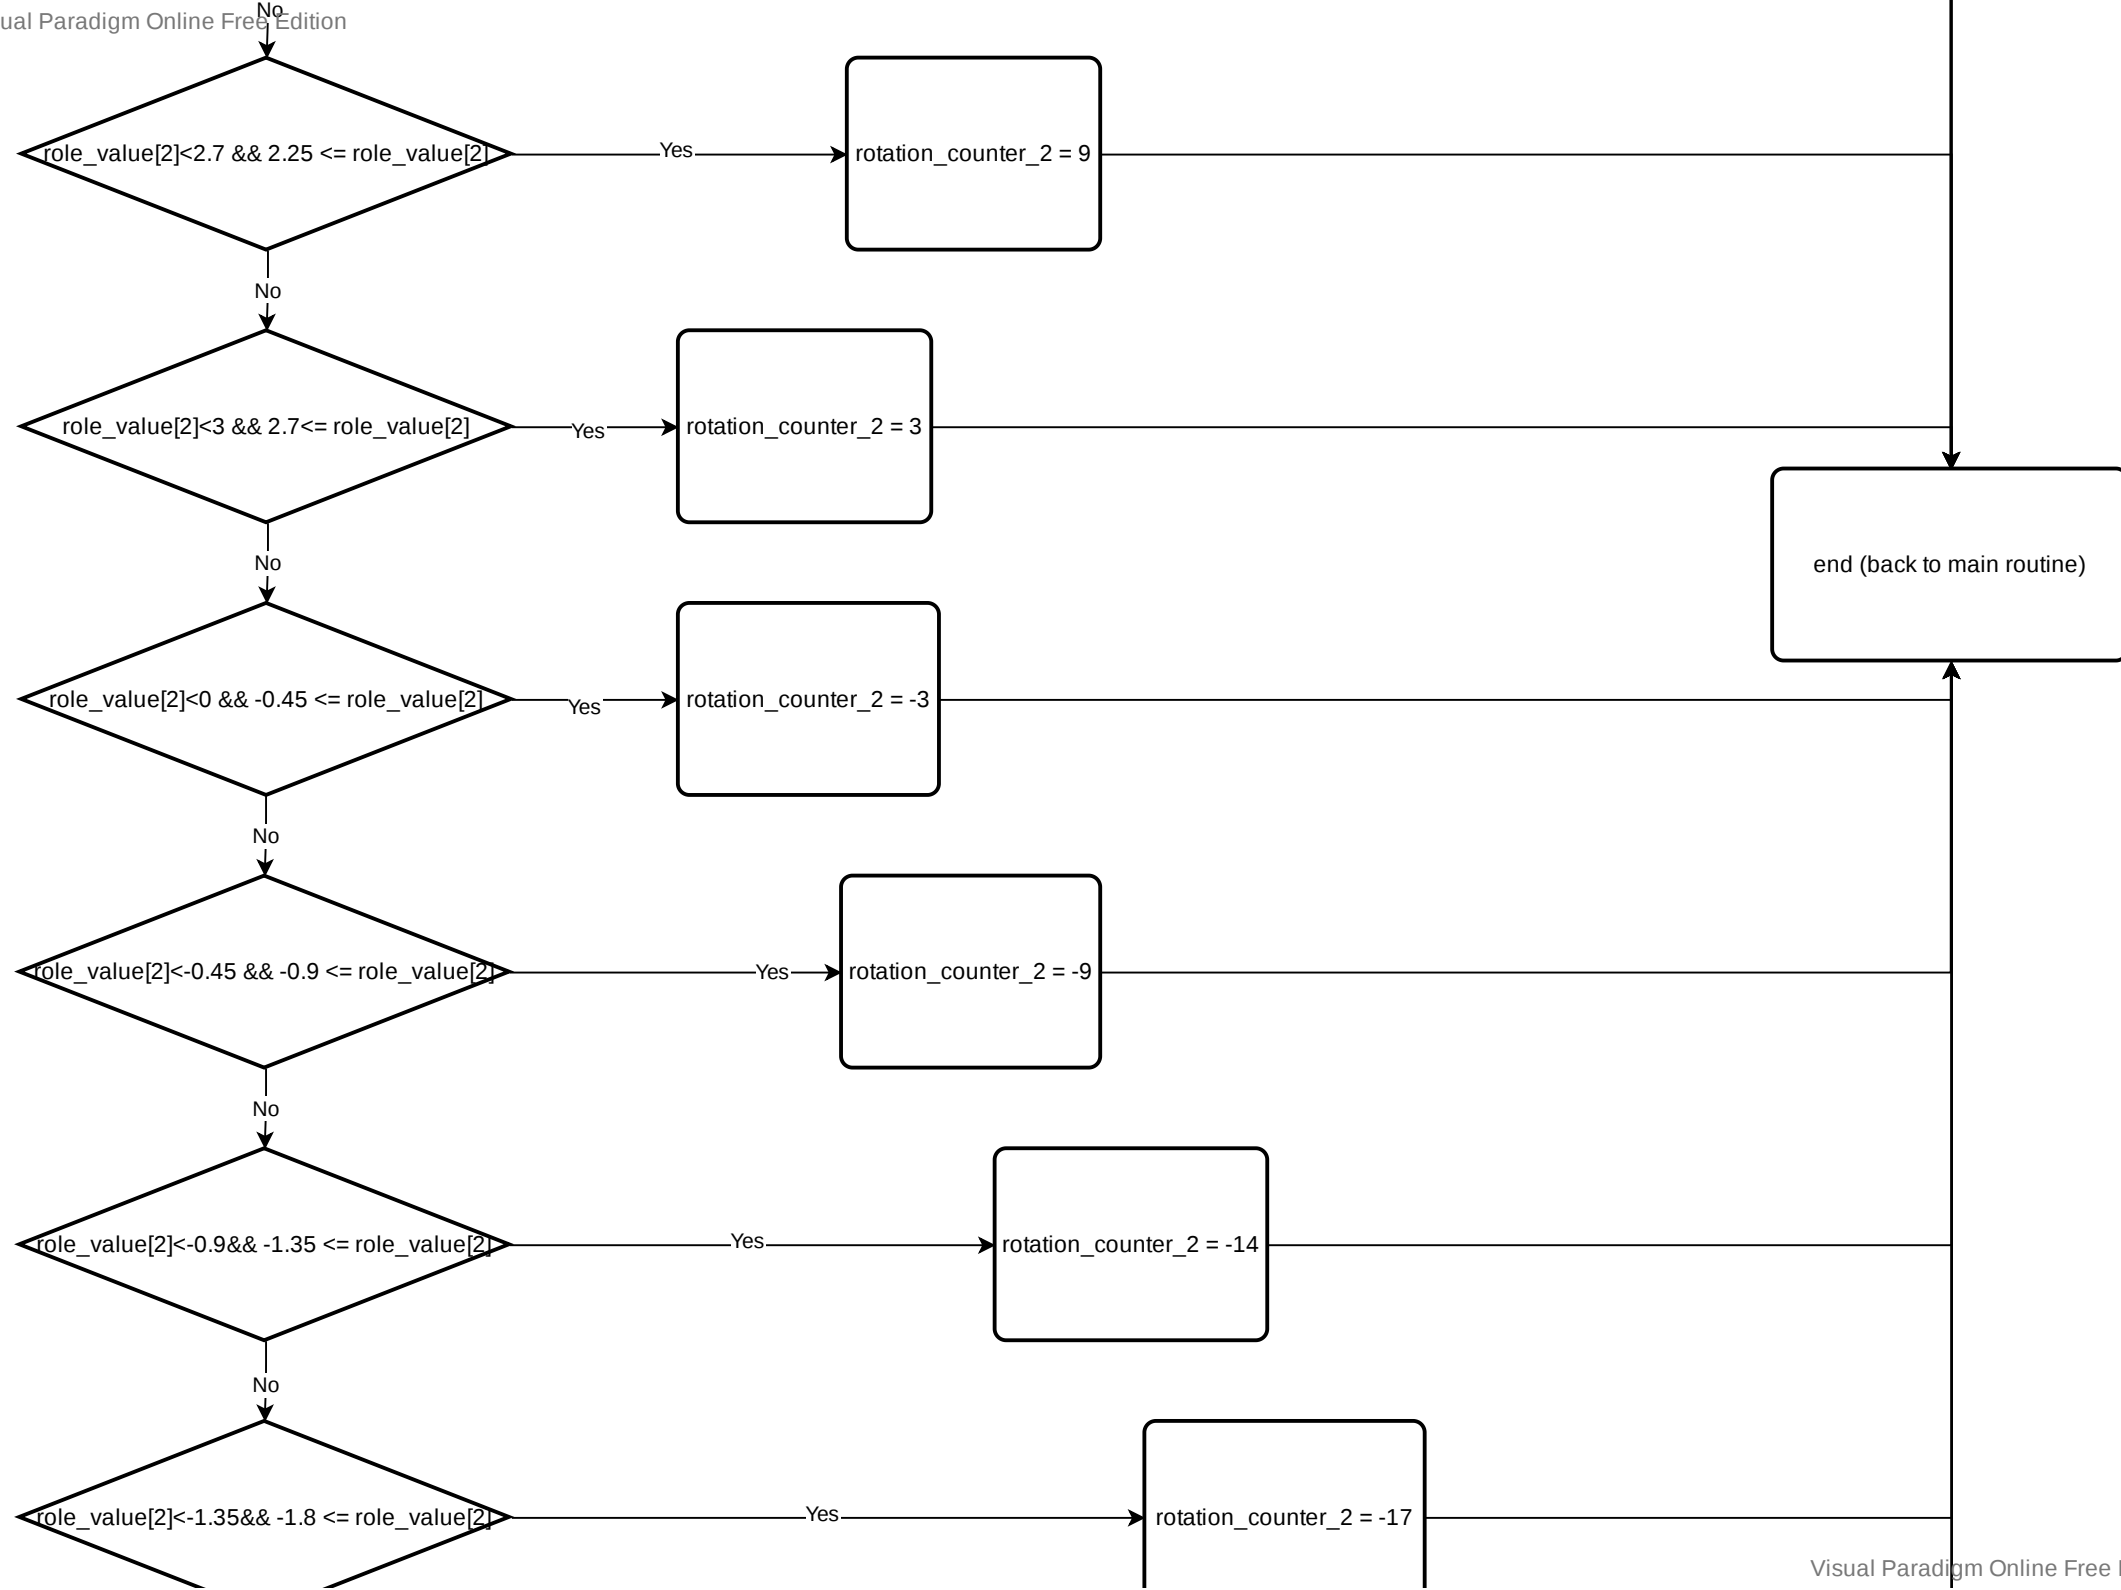 No
ual Paradigm Online Free Edition
role_value[2]<2.7 && 2.25 <= role_value[2]
Yes
rotation_counter_2 = 9
No
role_value[2]<3 && 2.7<= role_value[2]
Yes
rotation_counter_2 = 3
end (back to main routine)
No
role_value[2]<0 && -0.45 <= role_value[2]
Yes
rotation_counter_2 = -3
No
role_value[2]<-0.45 && -0.9 <= role_value[2]
Yes
rotation_counter_2 = -9
No
role_value[2]<-0.9&& -1.35 <= role_value[2]
Yes
rotation_counter_2 = -14
No
role_value[2]<-1.35&& -1.8 <= role_value[2]
Yes
rotation_counter_2 = -17
Visual Paradigm Online Free